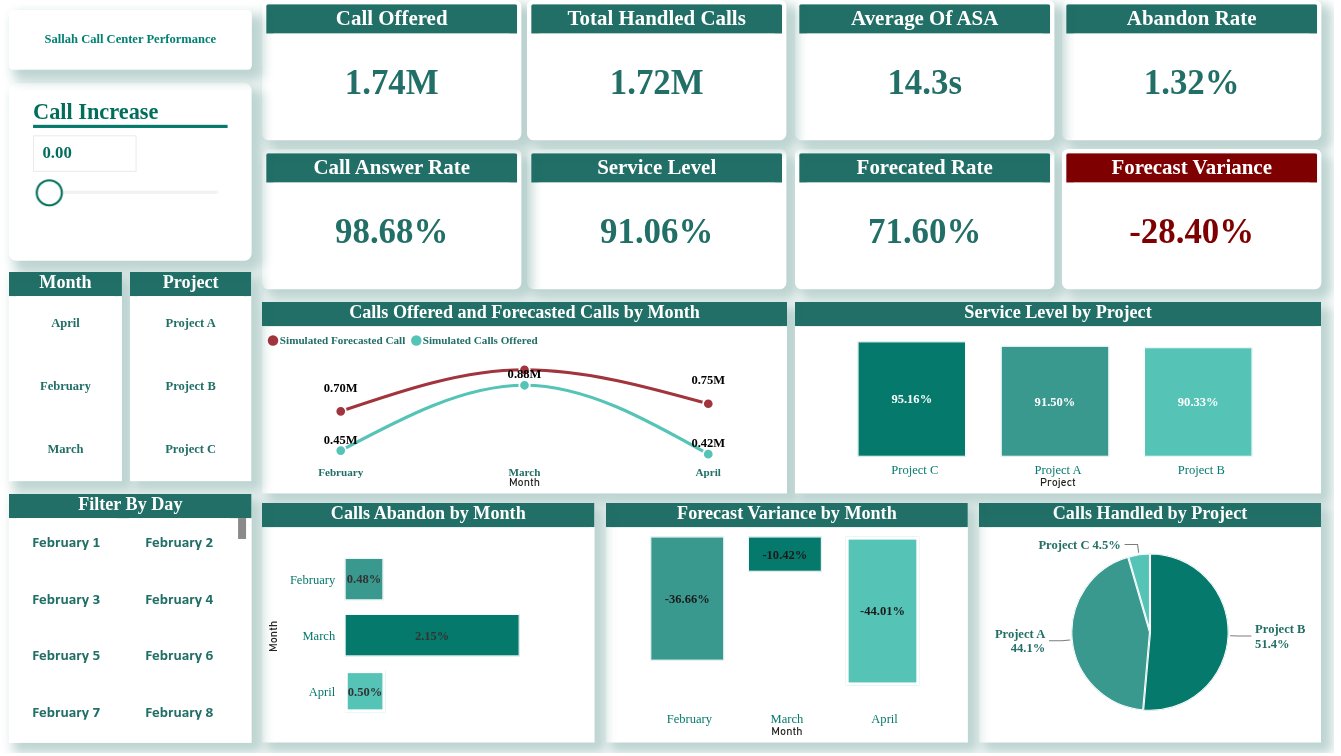 Sallah Call Center Performance
Call Increase
0.00
Call Offered
1.74M
Total Handled Calls
1.72M
Average Of ASA
14.3s
Abandon Rate
1.32%
Call Answer Rate
98.68%
Service Level
91.06%
Forecated Rate
71.60%
Forecast Variance
-28.40%
Month
April
February
March
Project
Project A
Project B
Project C
Filter By Day
February 1
February 2
February 3
February 4
February 5
February 6
February 7
February 8
Calls Offered and Forecasted Calls by Month
Simulated Forecasted Call
Simulated Calls Offered
0.70M
0.88M
0.75M
0.45M
0.42M
February
March
April
Month
Service Level by Project
95.16%
91.50%
90.33%
Project C
Project A
Project B
Project
Calls Abandon by Month
Month
February
0.48%
March
2.15%
April
0.50%
Forecast Variance by Month
-36.66%
-10.42%
-44.01%
February
March
April
Month
Calls Handled by Project
Project C 4.5%
Project A
44.1%
Project B
51.4%